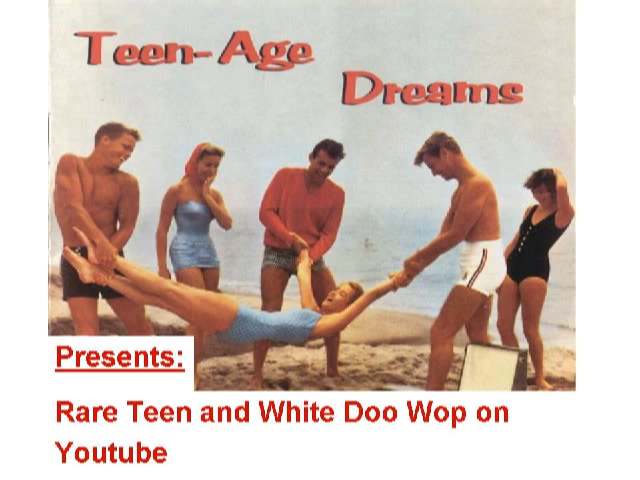 Teen-Age
Dreams
Presents:
Rare Teen and White Doo Wop on
Youtube